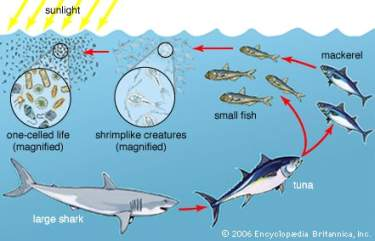 sunlight
mackerel
one-celled life
(magnified)
shrimplike creatures
(magnified)
small fish
tuna
large shark
© 2006 Encyclopædia Britannica, Inc.